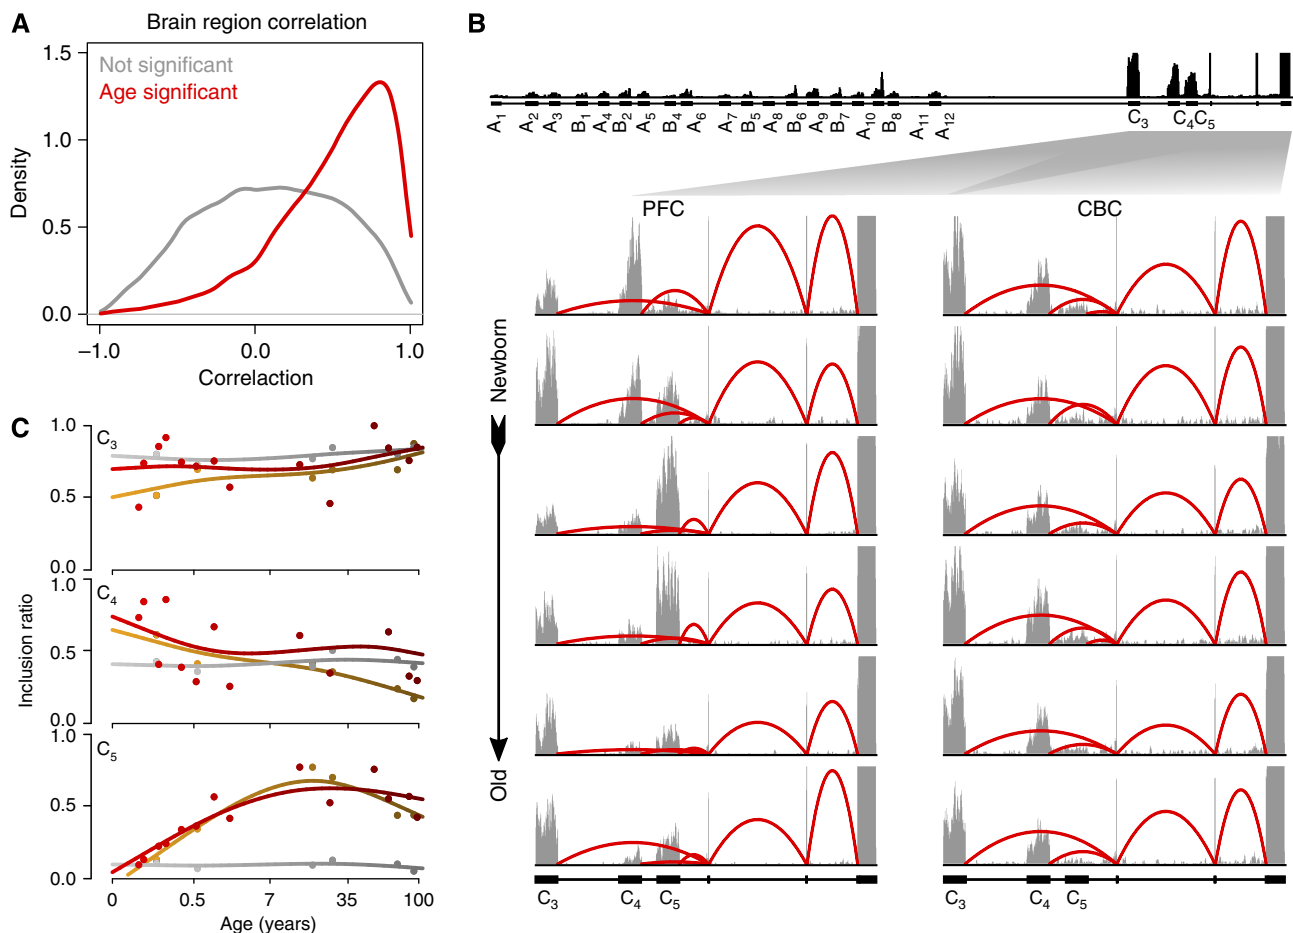 A
Brain region correlation
Not significant
Age significant
1.5
1.0
0.5
0.0
Density
−1.0 0.0 1.0
Correlaction
B
A1 A2 A3 B1 A4 B2 A5 B4 A6 A7 B5 A8 B6 A9 B7 A10 B8 A11 A12
C3 C4 C5
PFC CBC
Newborn
Old
C3 C4 C5 C3 C4 C5
C
C3
1.0
0.5
0.0
C4
1.0
0.5
0.0
C5
1.0
0.5
0.0
Inclusion ratio
0 0.5 7 35 100
Age (years)